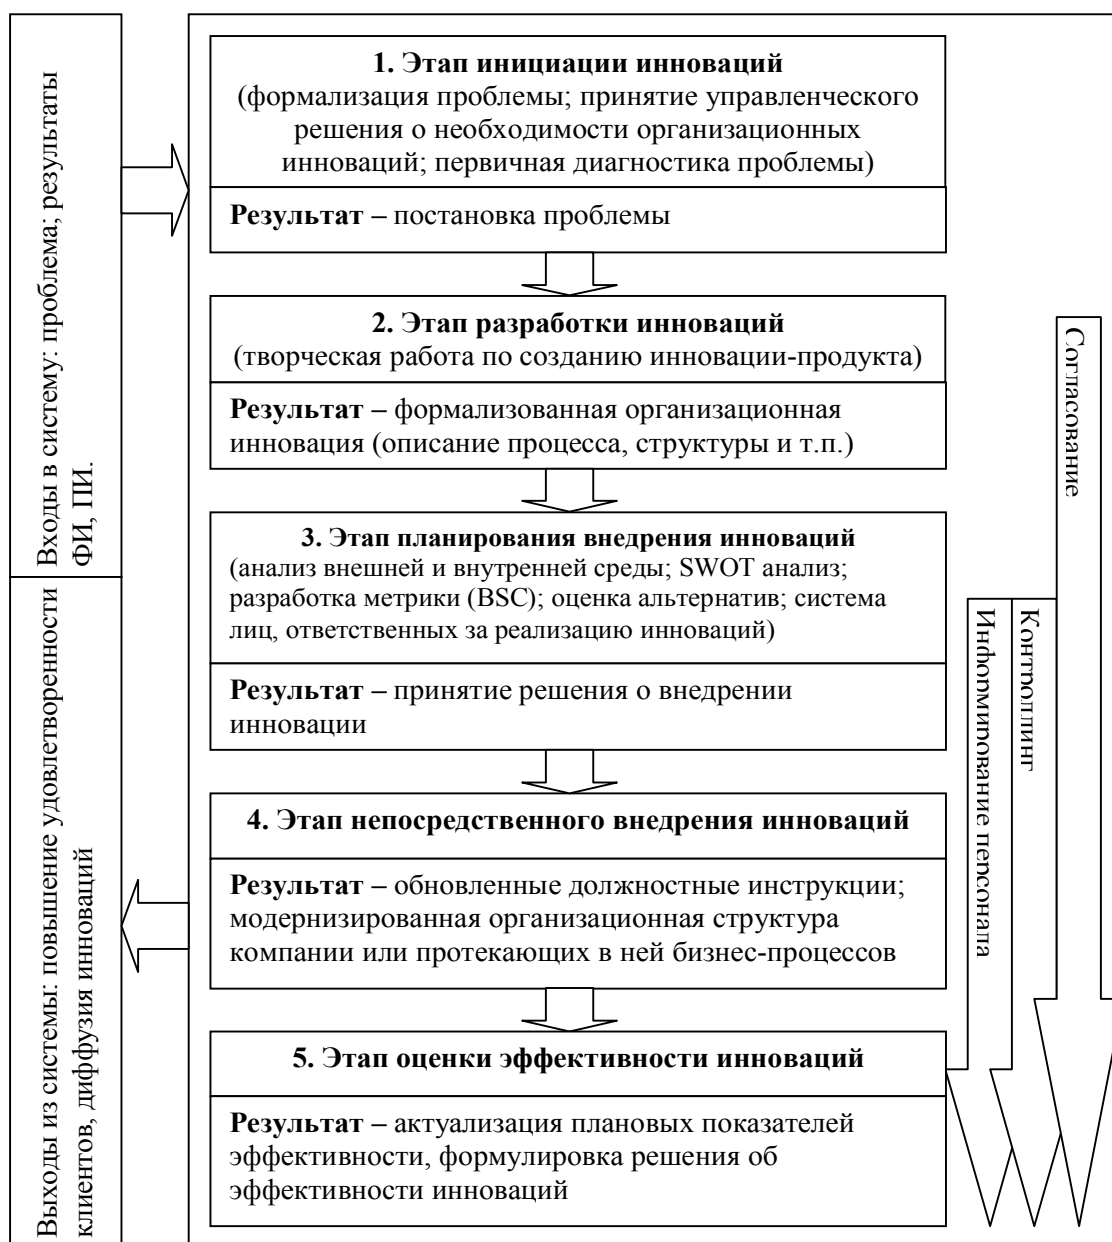 Входы в систему: проблема; результаты
ФИ, ПИ.
Выходы из системы: повышение удовлетворенности
клиентов, диффузия инноваций
1. Этап инициации инноваций
(формализация проблемы; принятие управленческого
решения о необходимости организационных
инноваций; первичная диагностика проблемы)
Результат – постановка проблемы
2. Этап разработки инноваций
(творческая работа по созданию инновации-продукта)
Результат – формализованная организационная
инновация (описание процесса, структуры и т.п.)
3. Этап планирования внедрения инноваций
(анализ внешней и внутренней среды; SWOT анализ;
разработка метрики (BSC); оценка альтернатив; система
лиц, ответственных за реализацию инноваций)
Результат – принятие решения о внедрении
инновации
4. Этап непосредственного внедрения инноваций
Результат – обновленные должностные инструкции;
модернизированная организационная структура
компании или протекающих в ней бизнес-процессов
5. Этап оценки эффективности инноваций
Результат – актуализация плановых показателей
эффективности, формулировка решения об
эффективности инноваций
Информирование персонала
Контроллинг
Согласование